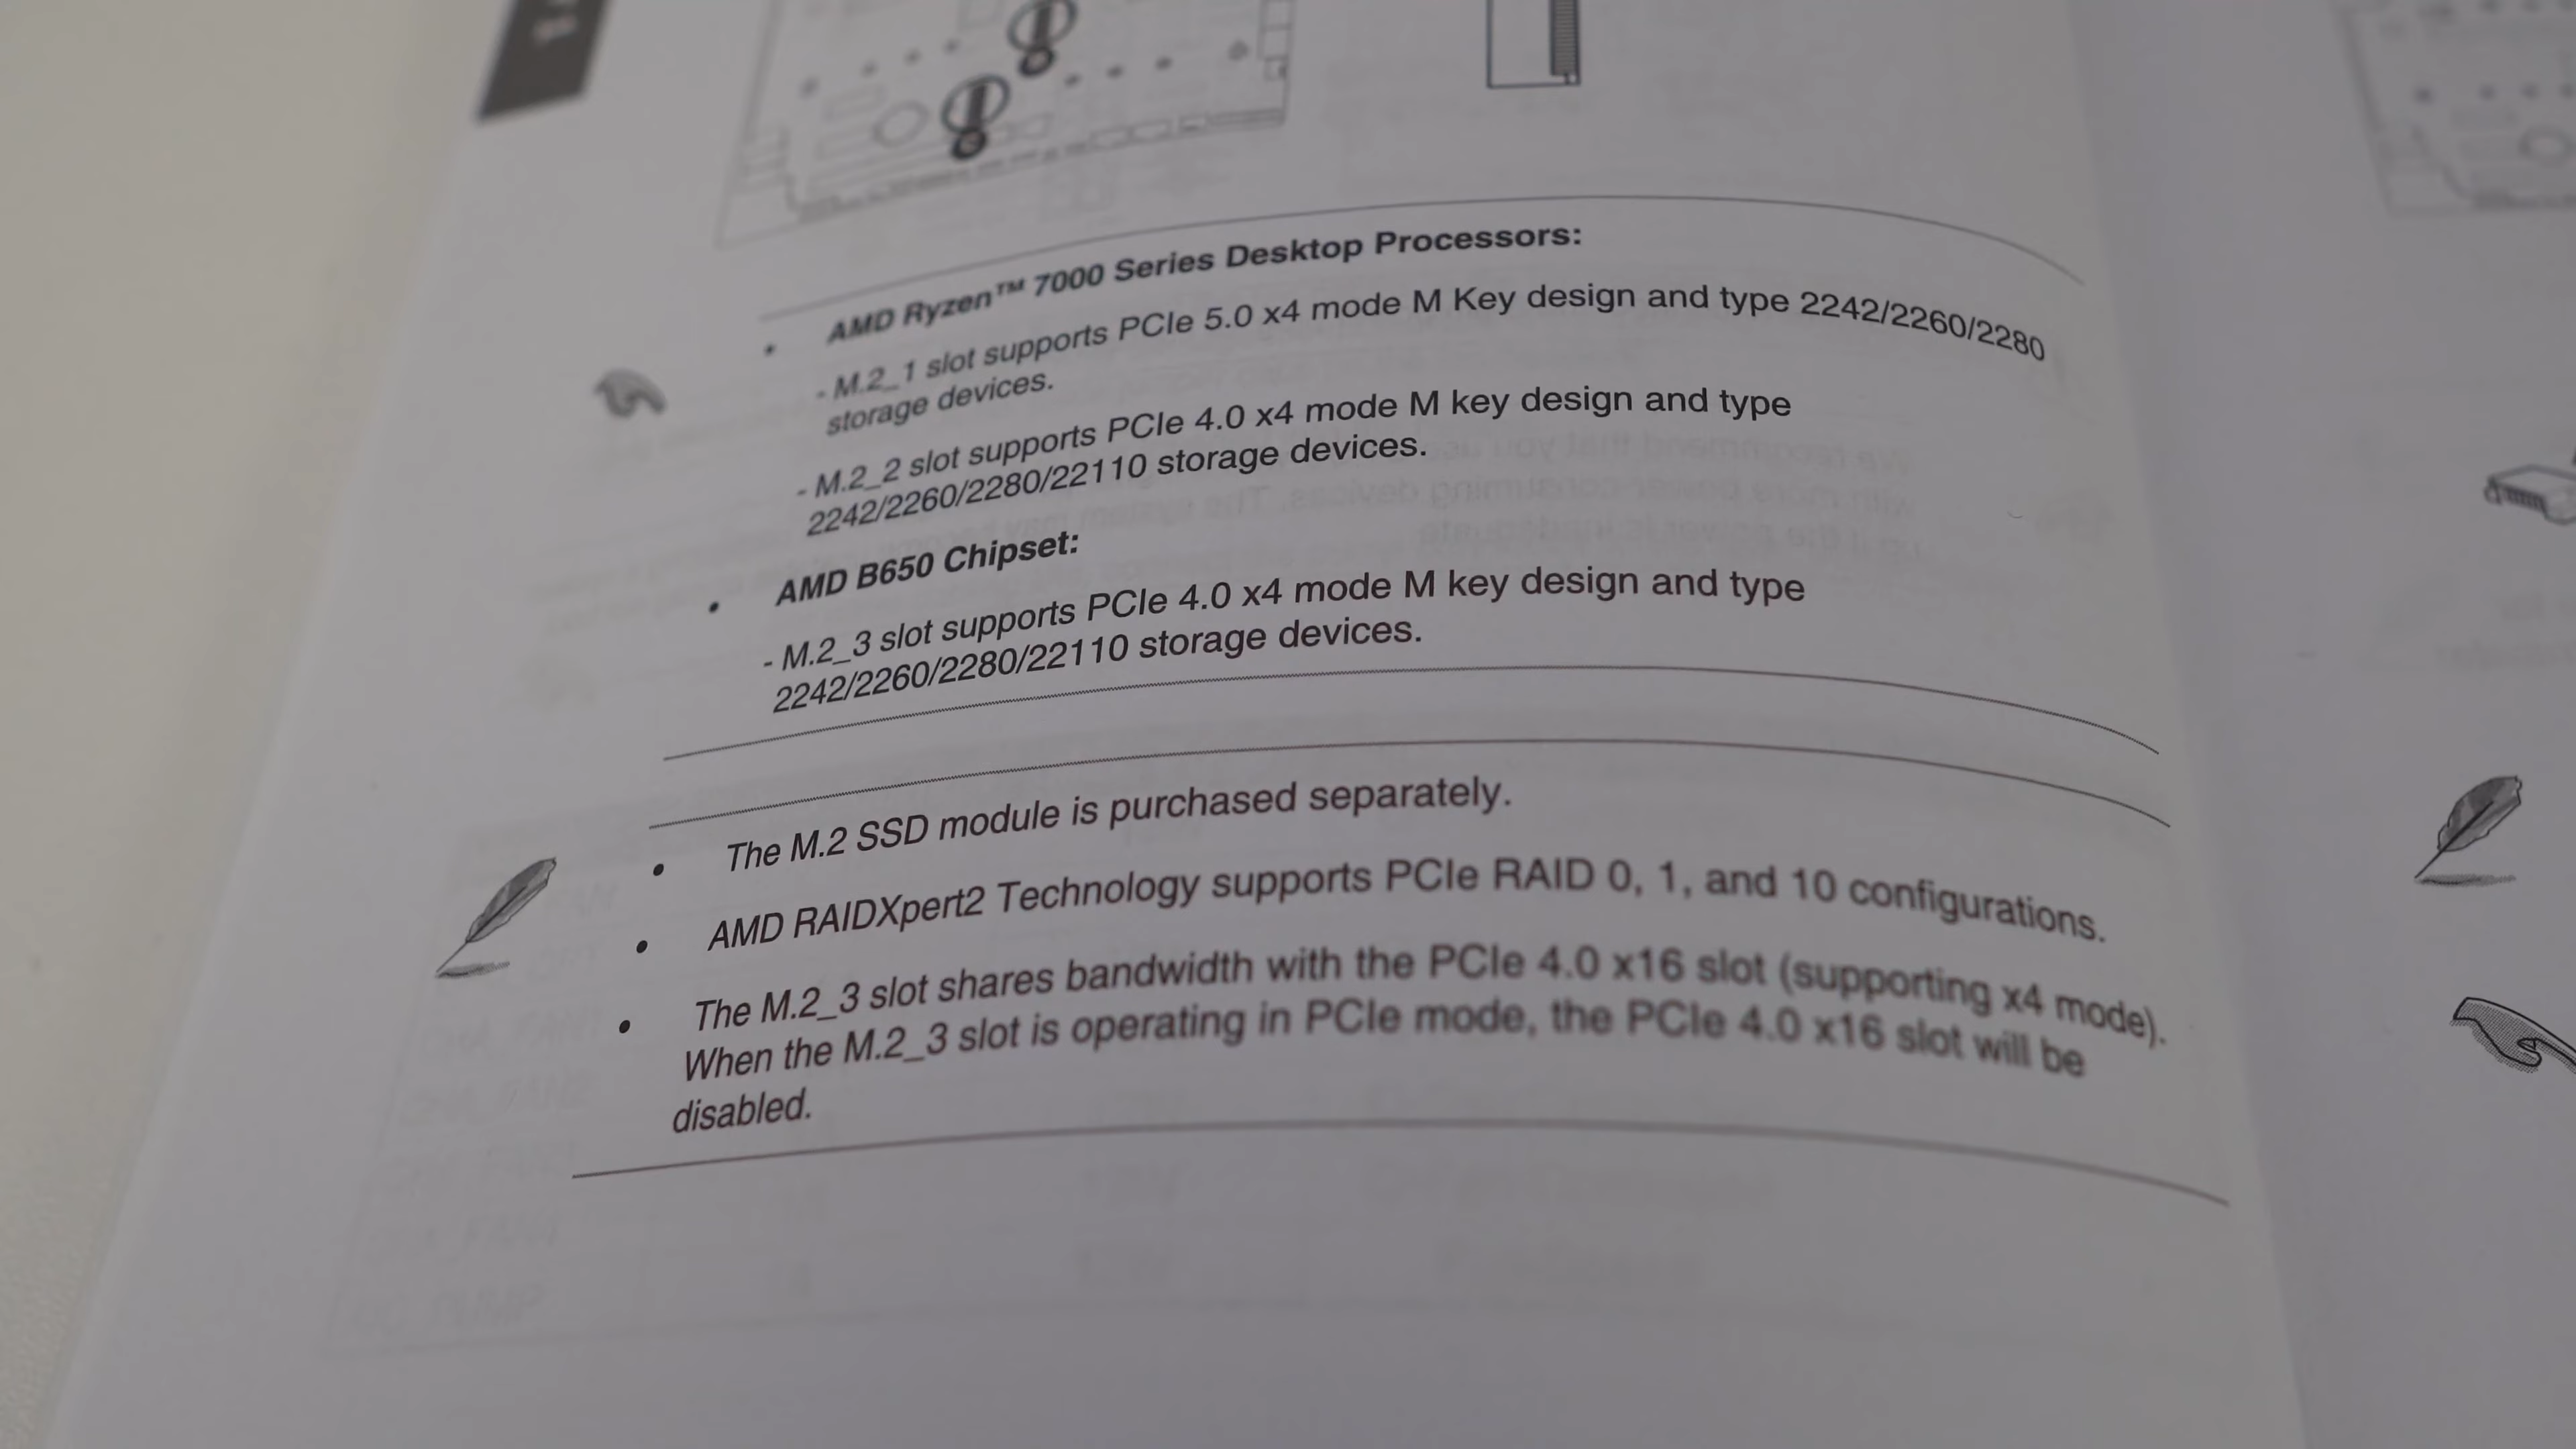 • AMD Ryzen™ 7000 Series Desktop Processors:
- M.2_1 slot supports PCIe 5.0 x4 mode M Key design and type 2242/2260/2280
storage devices.
- M.2_2 slot supports PCIe 4.0 x4 mode M key design and type
2242/2260/2280/22110 storage devices.
• AMD B650 Chipset:
- M.2_3 slot supports PCIe 4.0 x4 mode M key design and type
2242/2260/2280/22110 storage devices.
• The M.2 SSD module is purchased separately.
• AMD RAIDXpert2 Technology supports PCIe RAID 0, 1, and 10 configurations.
• The M.2_3 slot shares bandwidth with the PCIe 4.0 x16 slot (supporting x4 mode).
When the M.2_3 slot is operating in PCIe mode, the PCIe 4.0 x16 slot will be
disabled.